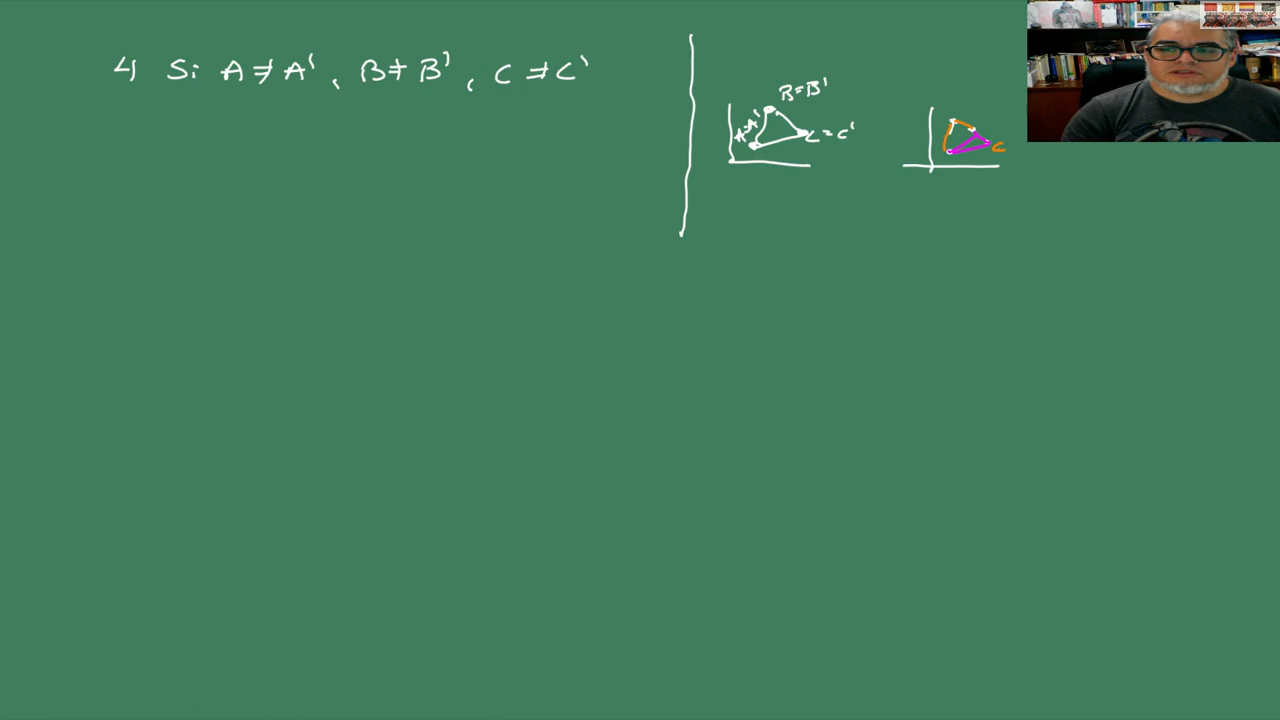 4 Si A ≠ A', B ≠ B', C ≠ C'
B = B'
A = A'
C = C'
C